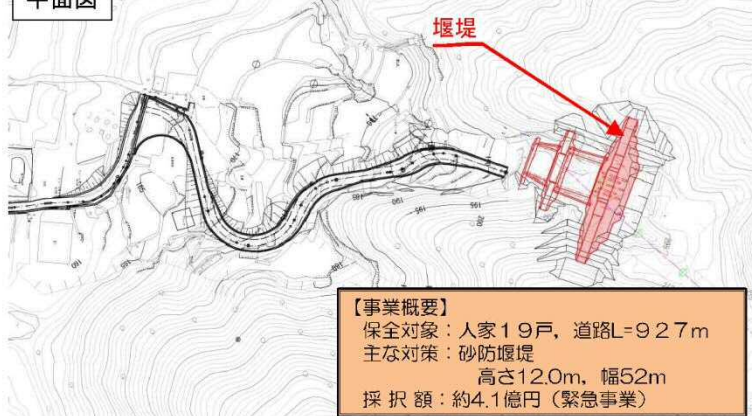 平面図
堰堤
【事業概要】
保全対象：人家19戸，道路L=927m
主な対策：砂防堰堤
高さ12.0m，幅52m
採択額：約4.1億円（緊急事業）